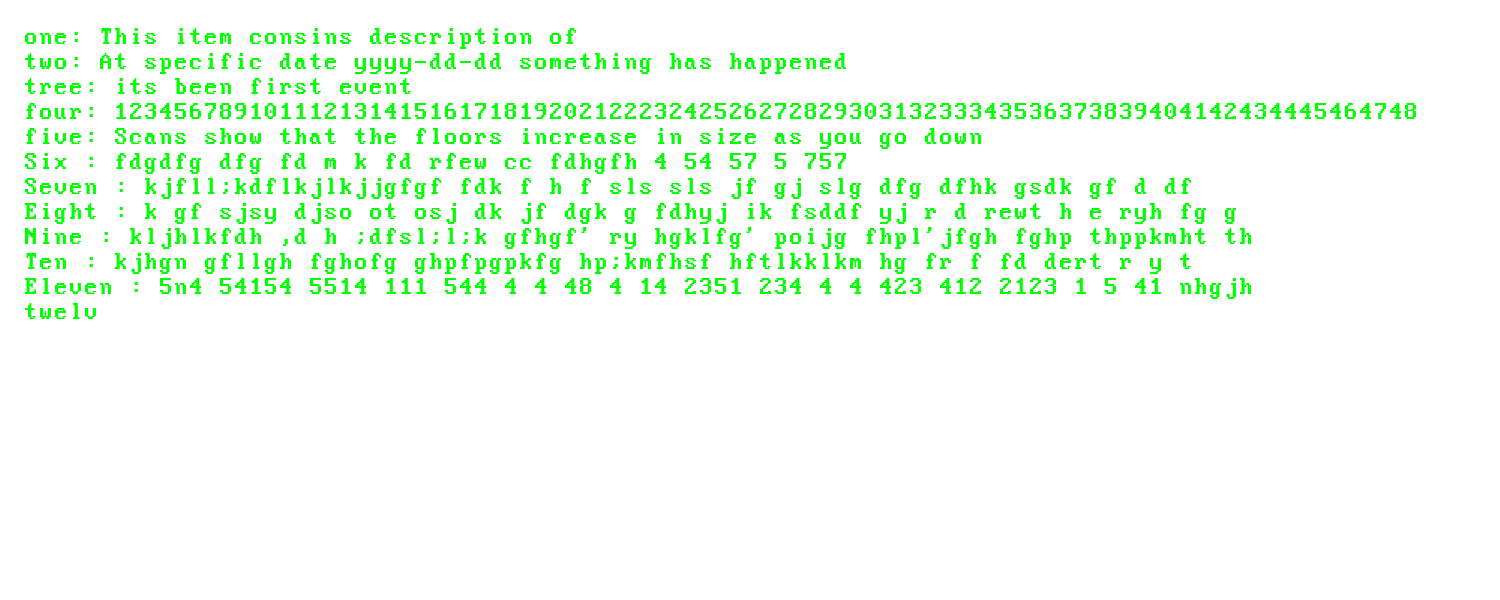 one: This item consins description of
two: At specific date yyyy-dd-dd something has happened
tree: its been first event
four: 123456789101112131415161718192021222324252627282930313233343536373839404142434445464748
five: Scans show that the floors increase in size as you go down
Six : fdgdfg dfg fd m k fd rfew cc fdhgfh 4 54 57 5 757
Seven : kjfll;kdflkjlkjjgfgf fdk f h f sls sls jf gj slg dfg dfhk gsdk gf d df
Eight : k gf sjsy djso ot osj dk jf dgk g fdhyj ik fsddf yj r d rewt h e ryh fg g
Nine : kljhlkfdh ,d h ;dfsl;l;k gfhgf' ry hgklfg' poijg fhpl'jfgh fghp thppkmht th
Ten : kjhgn gfllgh fghofg ghpfpgpkfg hp;kmfhsf hftlkklkm hg fr f fd dert r y t
Eleven : 5n4 54154 5514 111 544 4 4 48 4 14 2351 234 4 4 423 412 2123 1 5 41 nhgjh
twelv